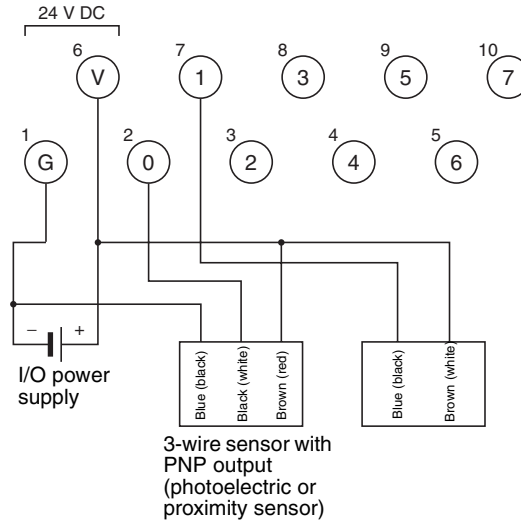 24 V DC
6 7 8 9 10
V 1 3 5 7
1 2 3 4 5
G 0 2 4 6
− +
I/O power
supply
Blue (black)
Black (white)
Brown (red)
Blue (black)
Brown (white)
3-wire sensor with
PNP output
(photoelectric or
proximity sensor)